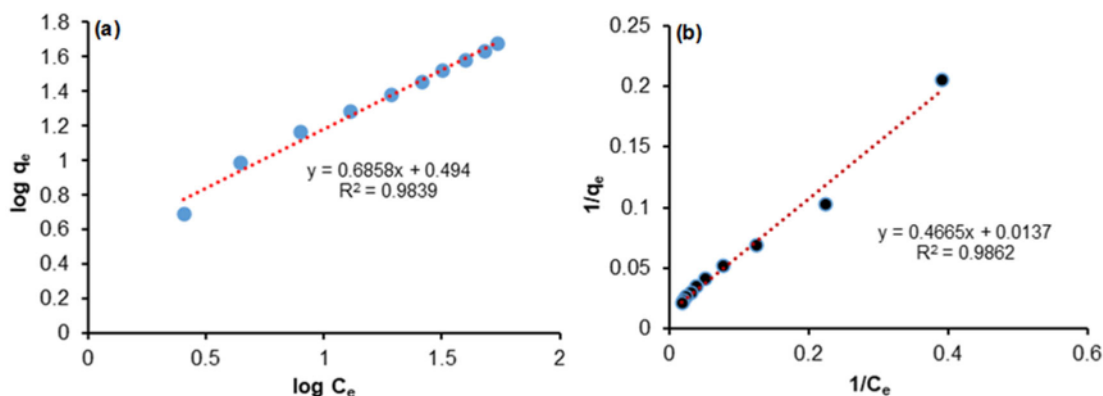 (a)
1.8
1.6
1.4
1.2
1
0.8
0.6
0.4
0.2
0
0
0.5
1
1.5
2
log qₑ
log Cₑ
y = 0.6858x + 0.494
R² = 0.9839
(b)
0.25
0.2
0.15
0.1
0.05
0
0
0.2
0.4
0.6
1/qₑ
1/Cₑ
y = 0.4665x + 0.0137
R² = 0.9862